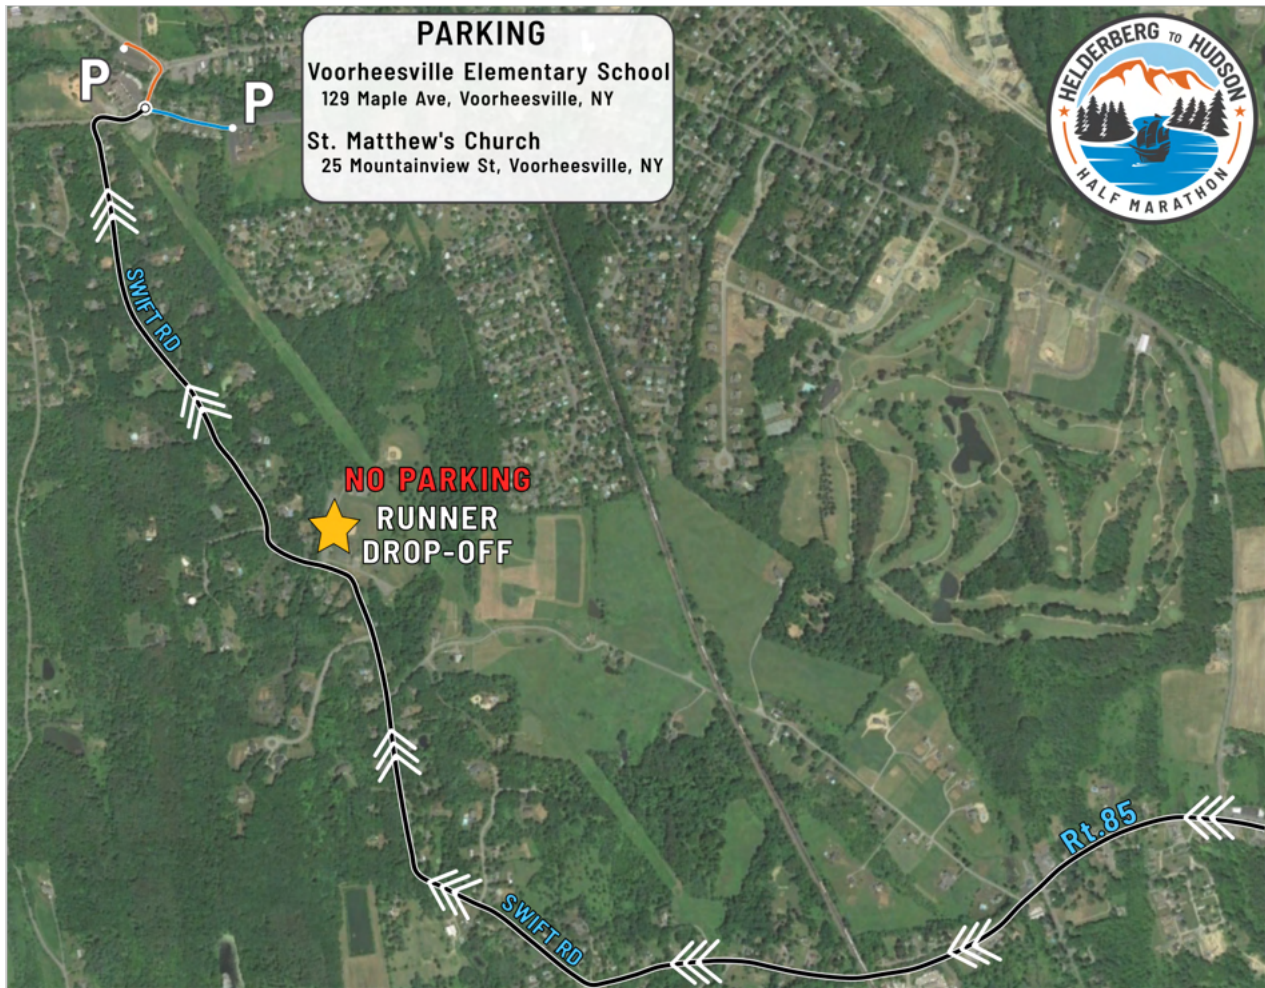 PARKING
Voorheesville Elementary School
129 Maple Ave, Voorheesville, NY
St. Matthew's Church
25 Mountainview St, Voorheesville, NY
HELDERBERG TO HUDSON
HALF MARATHON
P
P
SWIFT RD
NO PARKING
RUNNER
DROP-OFF
Rt.85
SWIFT RD